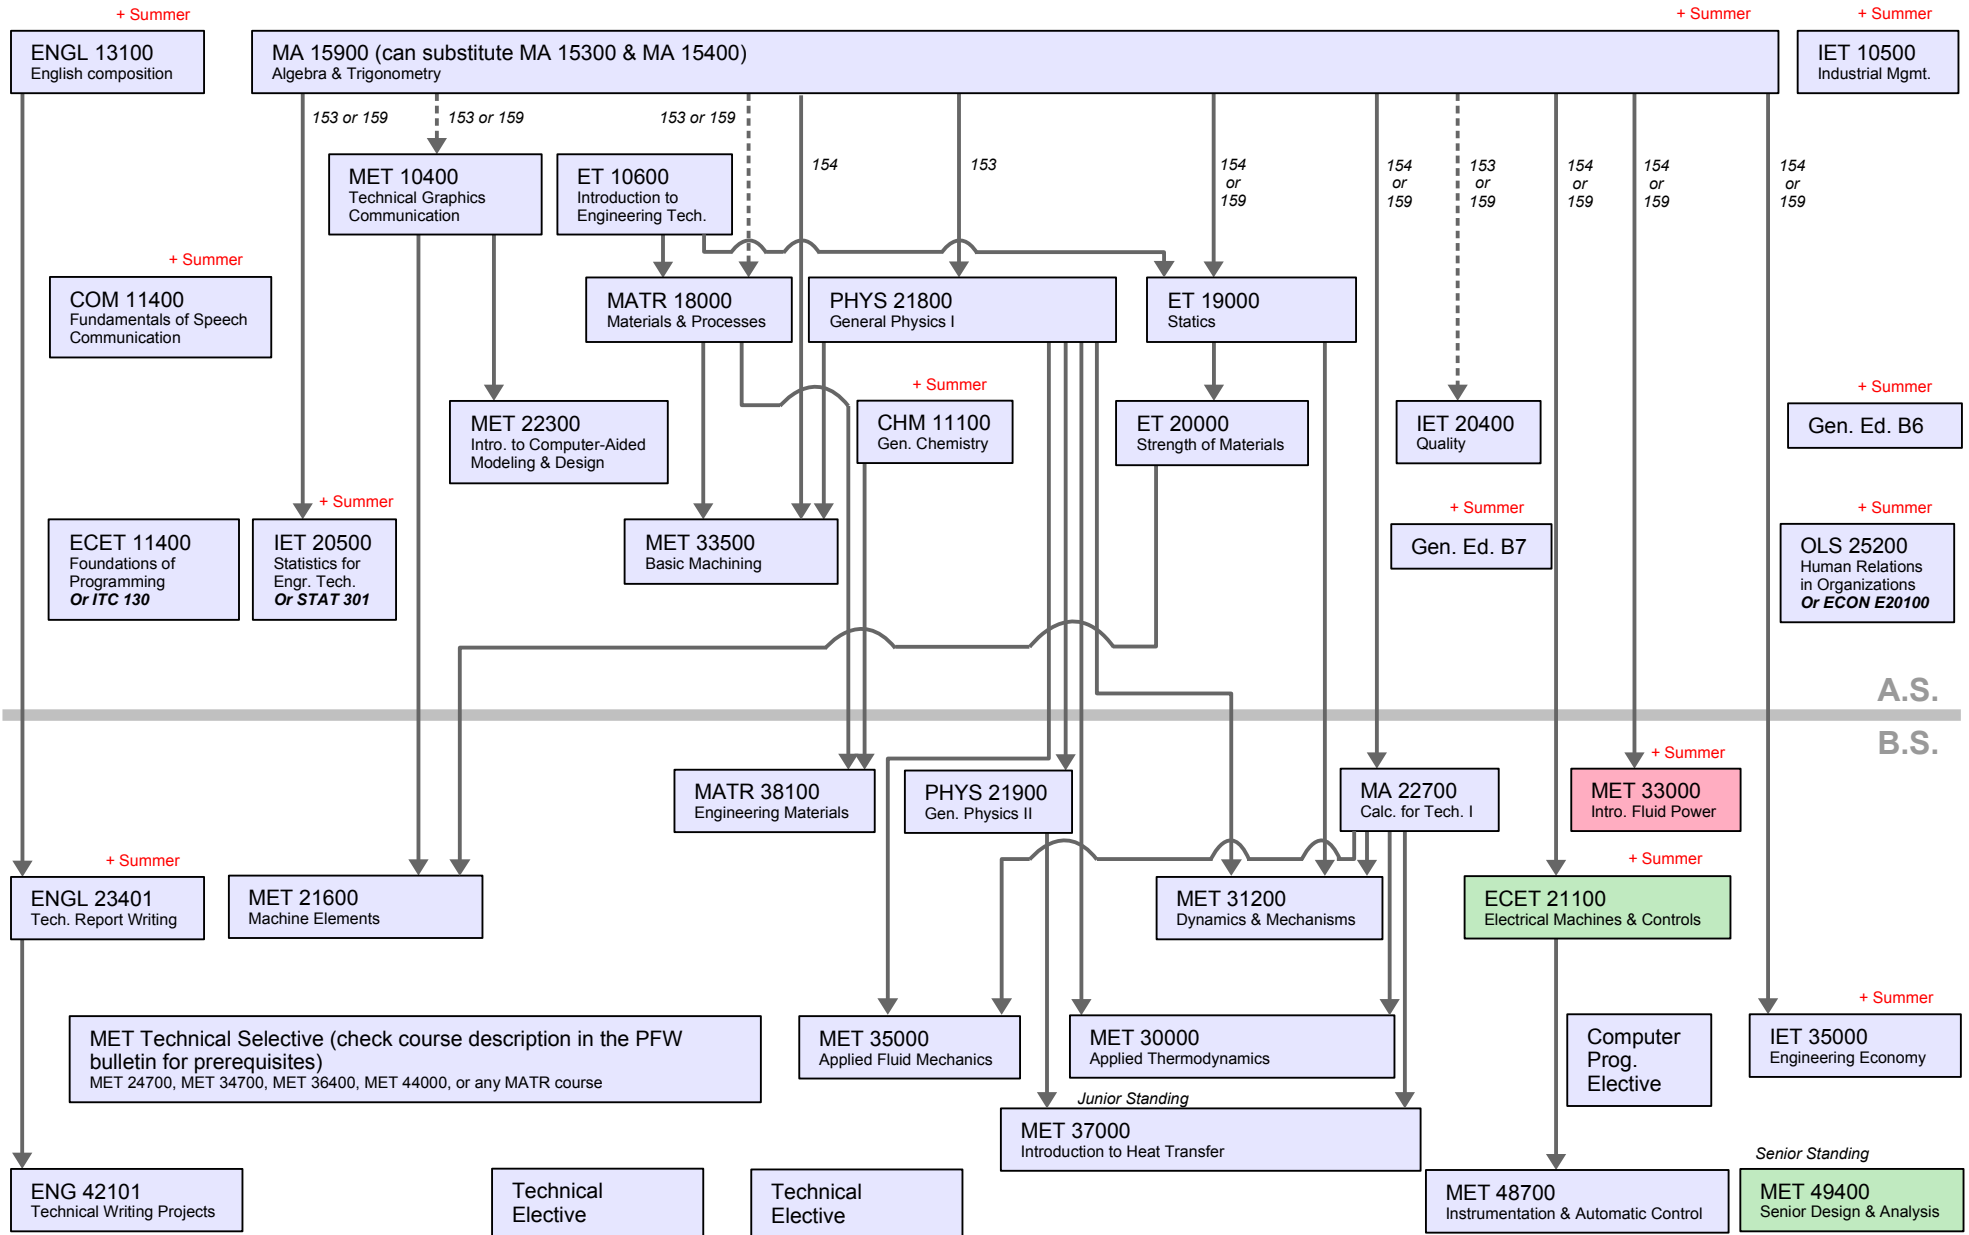 + Summer
+ Summer
+ Summer
ENGL 13100
English composition
MA 15900 (can substitute MA 15300 & MA 15400)
Algebra & Trigonometry
IET 10500
Industrial Mgmt.
153 or 159
153 or 159
153 or 159
MET 10400
Technical Graphics
Communication
ET 10600
Introduction to
Engineering Tech.
154
153
154
or
159
154
or
159
153
or
159
154
or
159
154
or
159
154
or
159
+ Summer
COM 11400
Fundamentals of Speech
Communication
MATR 18000
Materials & Processes
PHYS 21800
General Physics I
ET 19000
Statics
+ Summer
+ Summer
MET 22300
Intro. to Computer-Aided
Modeling & Design
CHM 11100
Gen. Chemistry
ET 20000
Strength of Materials
IET 20400
Quality
Gen. Ed. B6
+ Summer
+ Summer
+ Summer
ECET 11400
Foundations of
Programming
Or ITC 130
IET 20500
Statistics for
Engr. Tech.
Or STAT 301
MET 33500
Basic Machining
Gen. Ed. B7
OLS 25200
Human Relations
in Organizations
Or ECON E20100
A.S.
B.S.
+ Summer
MATR 38100
Engineering Materials
PHYS 21900
Gen. Physics II
MA 22700
Calc. for Tech. I
MET 33000
Intro. Fluid Power
+ Summer
+ Summer
ENGL 23401
Tech. Report Writing
MET 21600
Machine Elements
MET 31200
Dynamics & Mechanisms
ECET 21100
Electrical Machines & Controls
+ Summer
MET Technical Selective (check course description in the PFW
bulletin for prerequisites)
MET 24700, MET 34700, MET 36400, MET 44000, or any MATR course
MET 35000
Applied Fluid Mechanics
MET 30000
Applied Thermodynamics
Computer
Prog.
Elective
IET 35000
Engineering Economy
Junior Standing
MET 37000
Introduction to Heat Transfer
Senior Standing
ENG 42101
Technical Writing Projects
Technical
Elective
Technical
Elective
MET 48700
Instrumentation & Automatic Control
MET 49400
Senior Design & Analysis